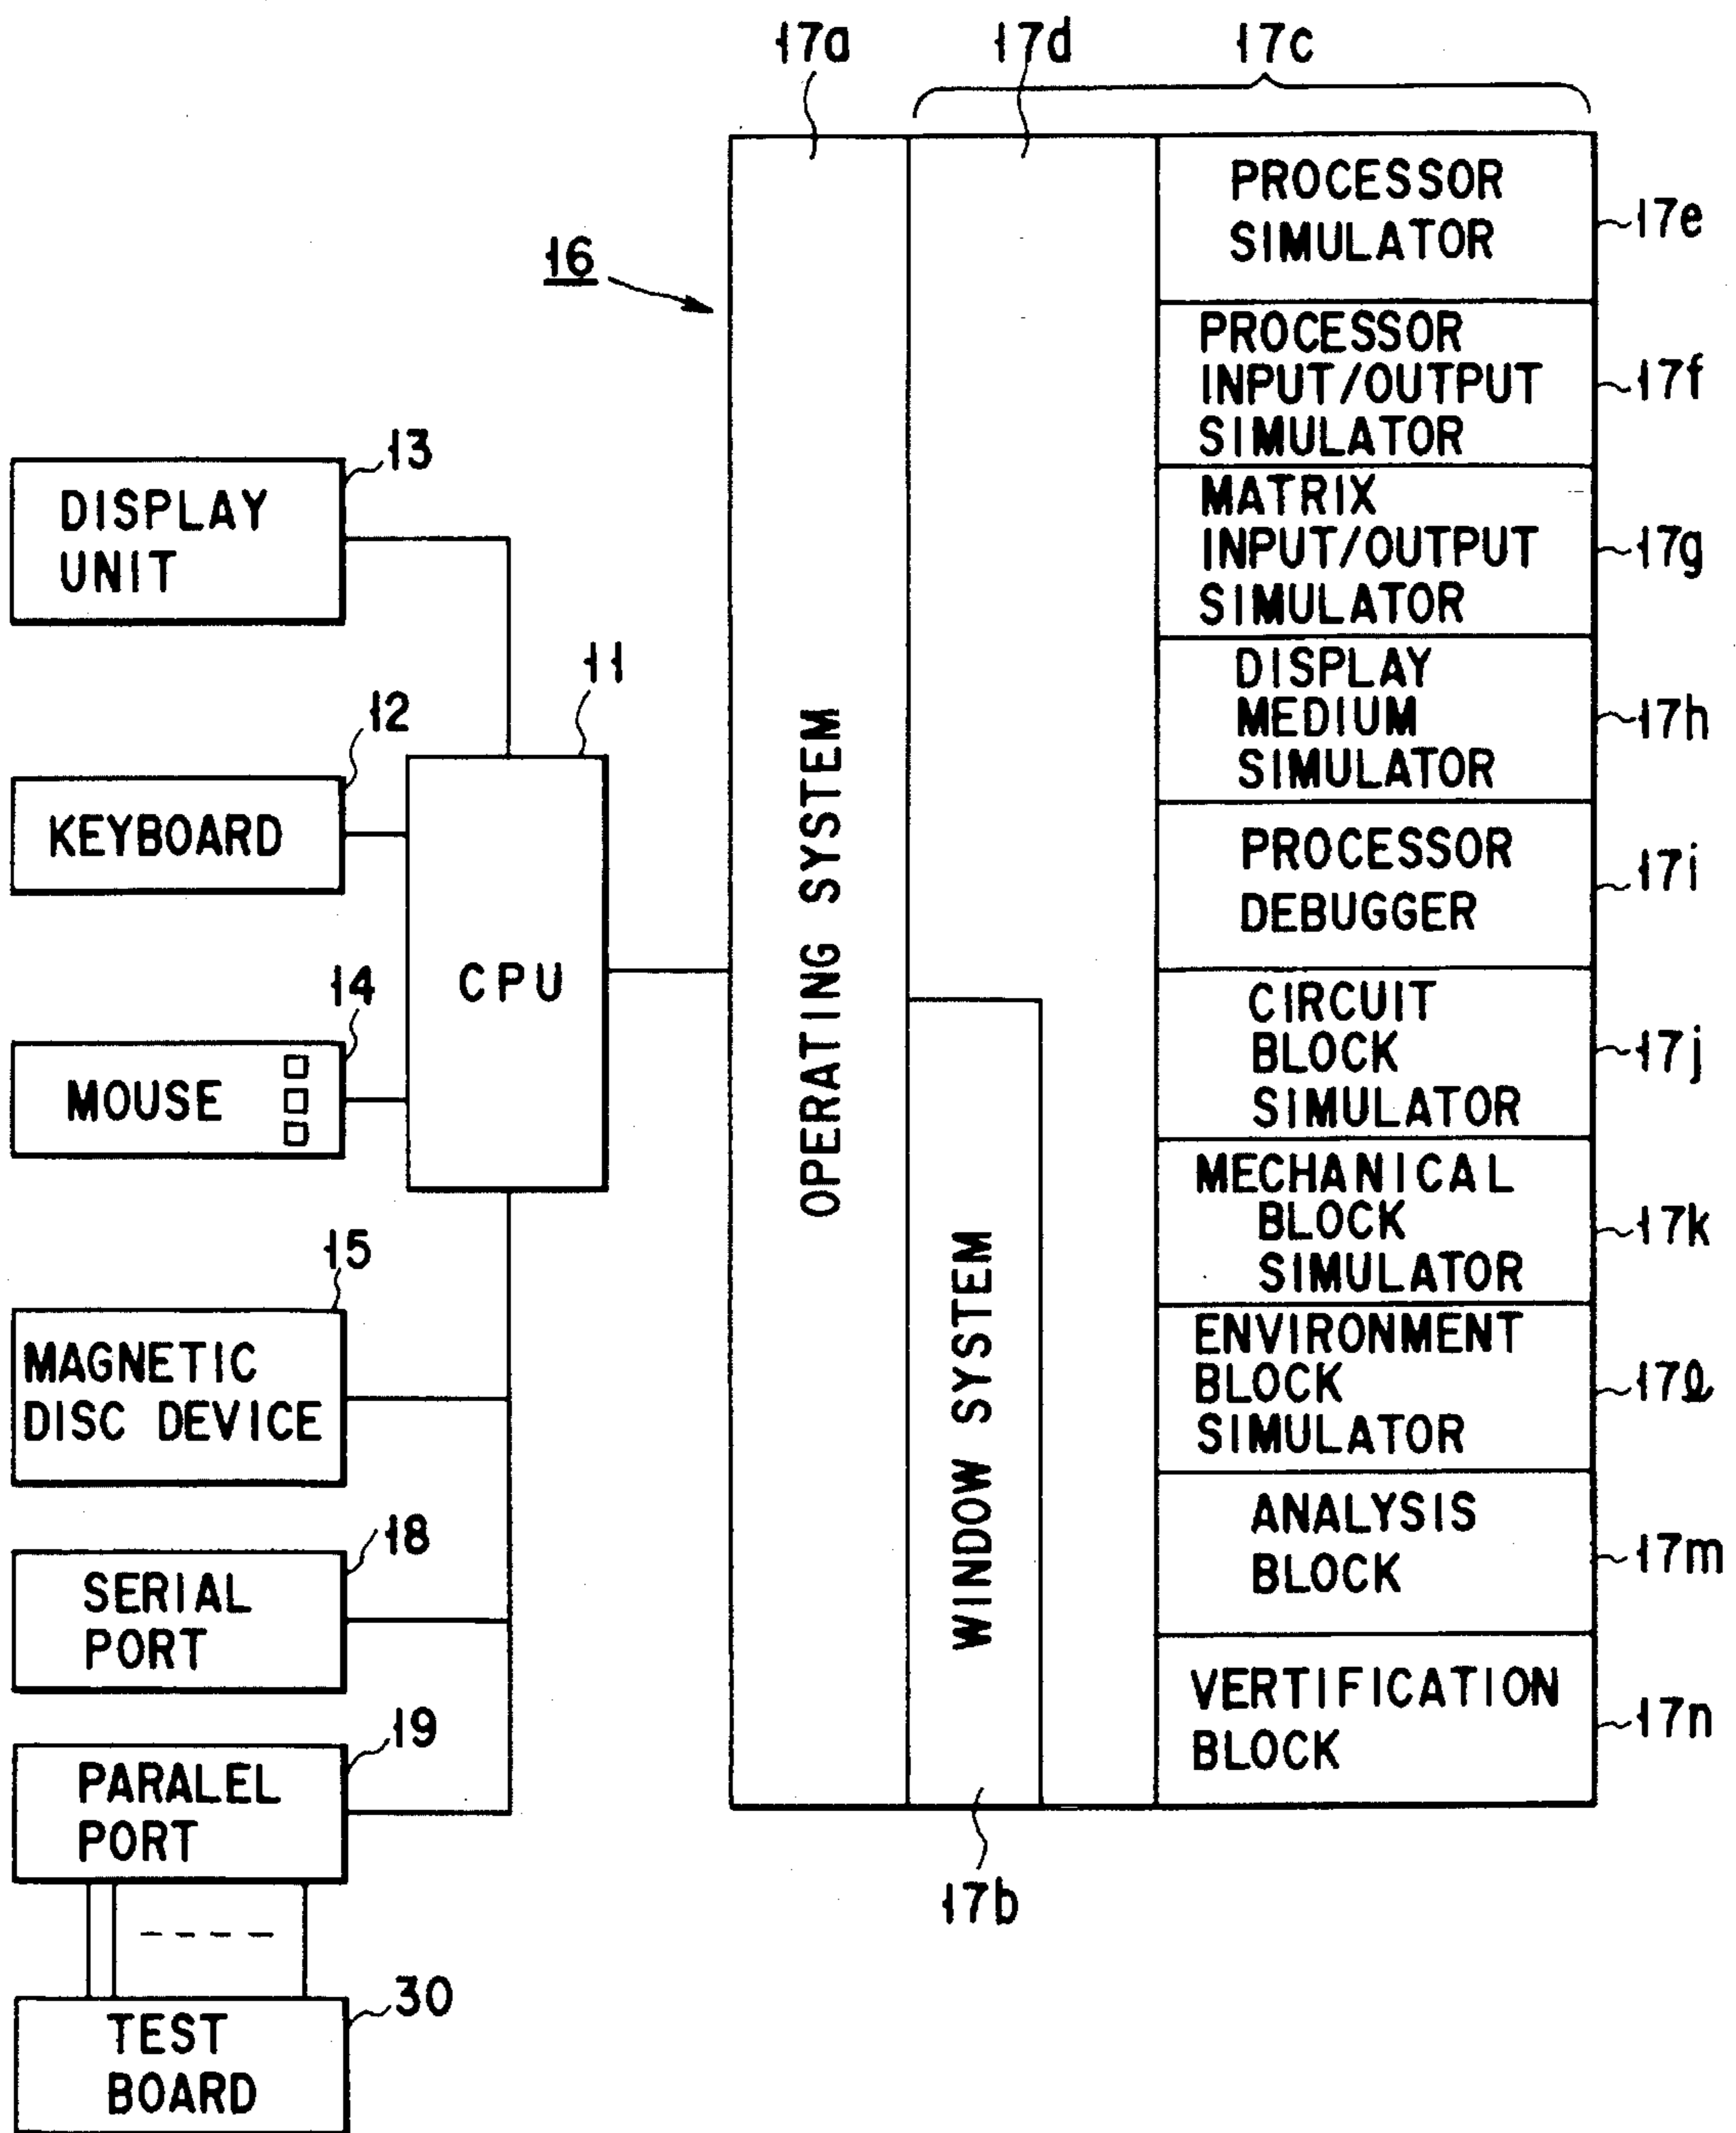 17a
17d
17c
16
PROCESSOR
SIMULATOR
17e
PROCESSOR
INPUT/OUTPUT
SIMULATOR
17f
MATRIX
INPUT/OUTPUT
SIMULATOR
17g
DISPLAY
MEDIUM
SIMULATOR
17h
PROCESSOR
DEBUGGER
17i
CIRCUIT
BLOCK
SIMULATOR
17j
MECHANICAL
BLOCK
SIMULATOR
17k
ENVIRONMENT
BLOCK
SIMULATOR
17ℓ
ANALYSIS
BLOCK
17m
VERTIFICATION
BLOCK
17n
OPERATING SYSTEM
WINDOW SYSTEM
17b
13
DISPLAY
UNIT
11
CPU
12
KEYBOARD
14
MOUSE
15
MAGNETIC
DISC DEVICE
18
SERIAL
PORT
19
PARALEL
PORT
30
TEST
BOARD